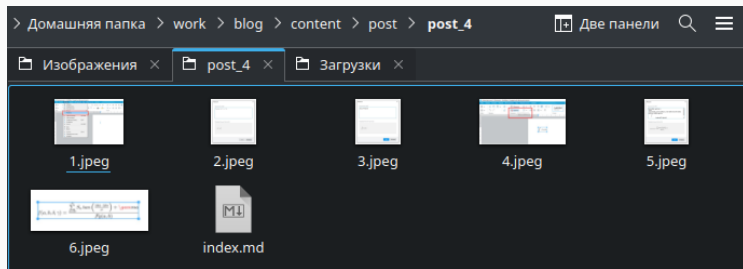 > Домашняя папка > work > blog > content > post > post_4 Две панели
Изображения × post_4 × Загрузки ×
1.jpeg 2.jpeg 3.jpeg 4.jpeg 5.jpeg
6.jpeg index.md